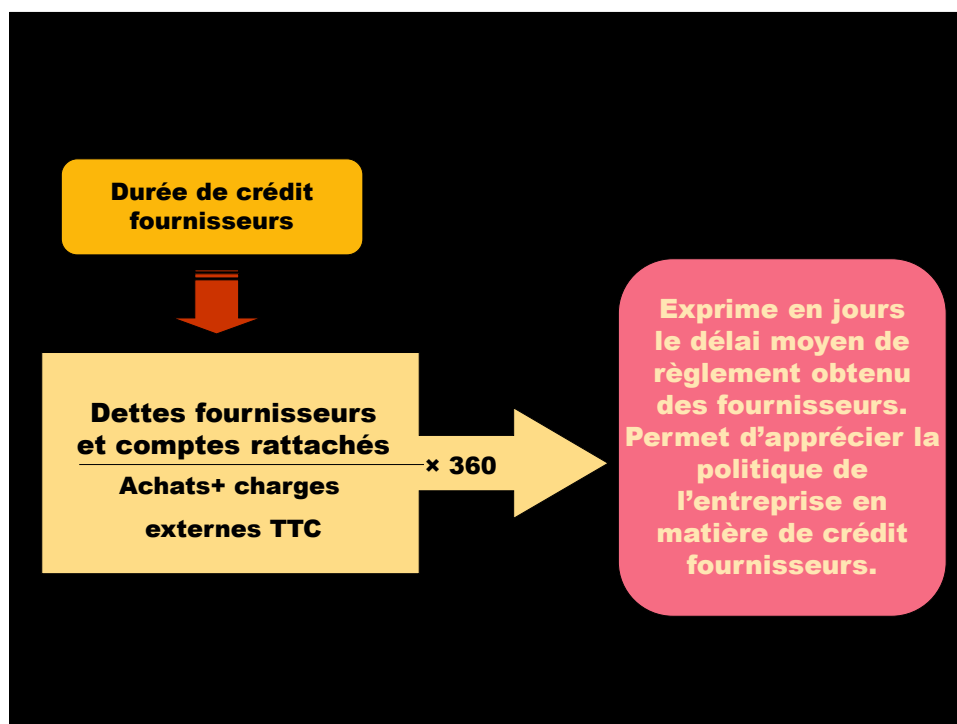 Durée de crédit
fournisseurs
Dettes fournisseurs
et comptes rattachés
× 360
Achats+ charges
externes TTC
Exprime en jours
le délai moyen de
règlement obtenu
des fournisseurs.
Permet d’apprécier la
politique de
l’entreprise en
matière de crédit
fournisseurs.